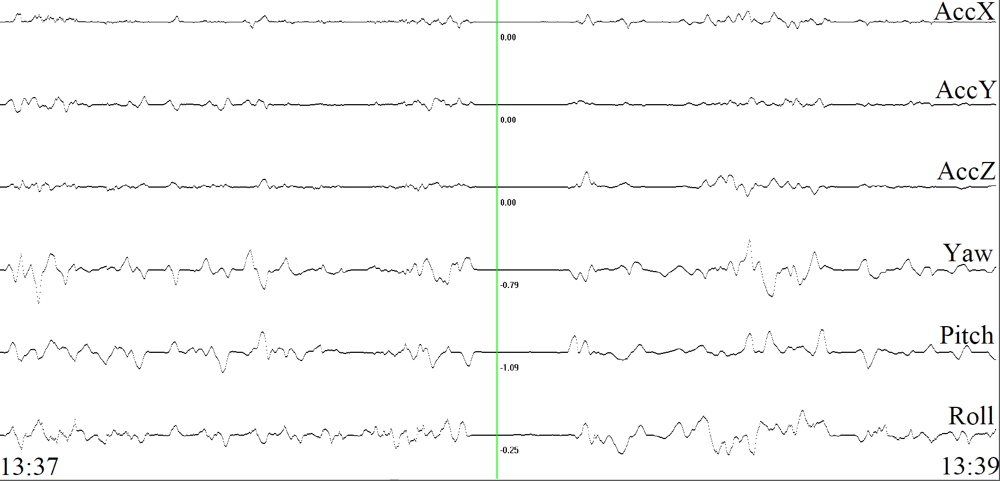 AccX
0.00
AccY
0.00
AccZ
0.00
Yaw
-0.79
Pitch
-1.09
Roll
-0.25
13:37 13:39